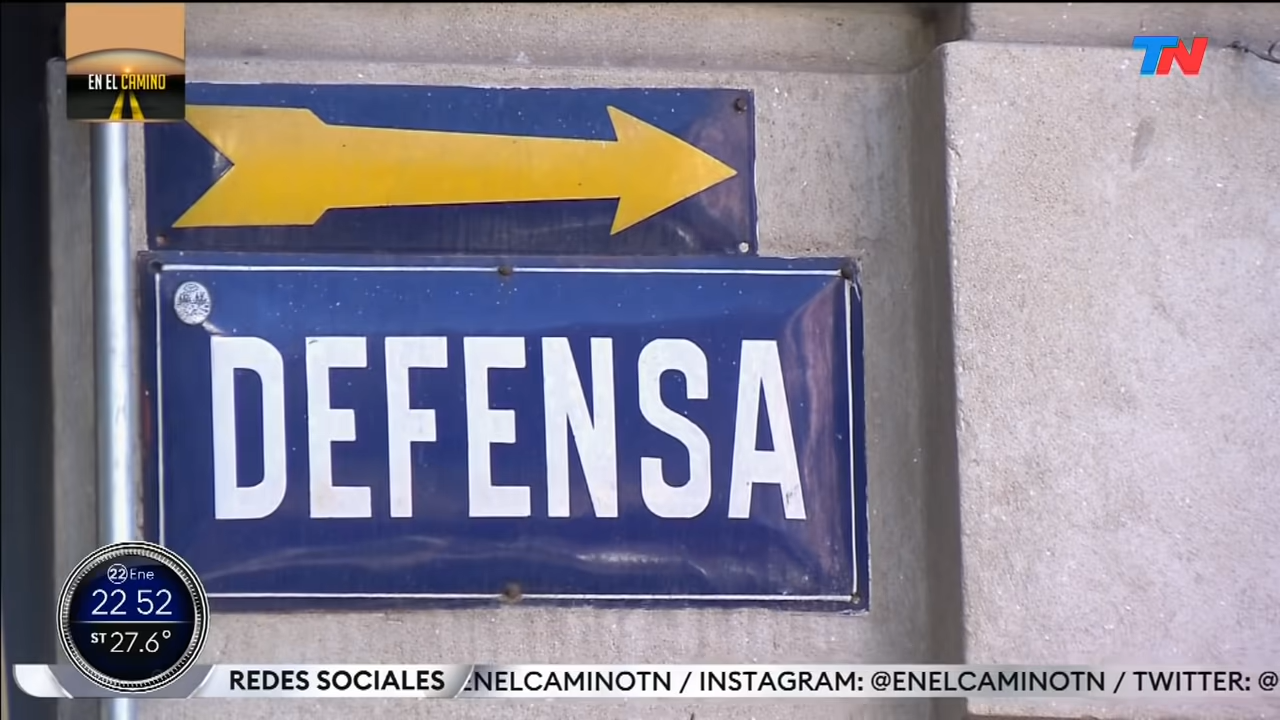 EN EL CAMINO
TN
DEFENSA
22 Ene
22 52
ST 27.6°
REDES SOCIALES
ENELCAMINOTN / INSTAGRAM: @ENELCAMINOTN / TWITTER: @